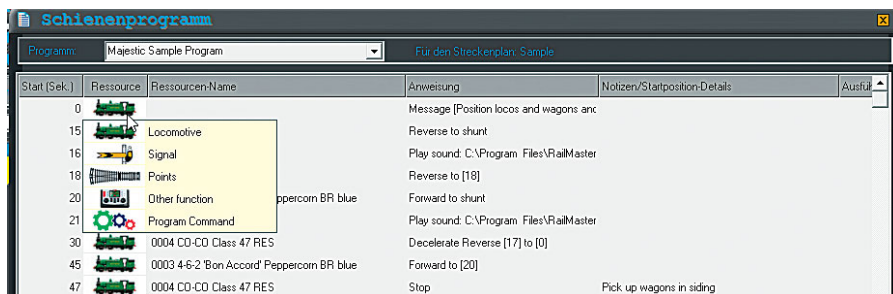 Schienenprogramm
Programm: Majestic Sample Program Für den Streckenplan: Sample
Start (Sek.) Ressource Ressourcen-Name Anweisung Notizen/Startposition-Details Ausfüh
0 Message [Position locos and wagons and
15 Locomotive Reverse to shunt
16 Signal Play sound: C:\Program Files\RailMaster
18 Points Reverse to [18]
20 Other function Peppercorn BR blue Forward to shunt
21 Program Command Play sound: C:\Program Files\RailMaster
30 0004 CO-CO Class 47 RES Decelerate Reverse [17] to [0]
45 0003 4-6-2 'Bon Accord' Peppercorn BR blue Forward to [20]
47 0004 CO-CO Class 47 RES Stop Pick up wagons in siding